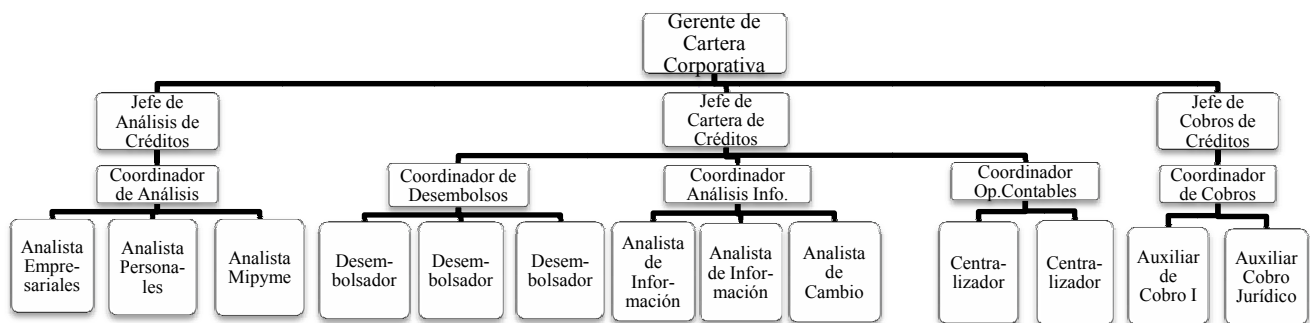 Gerente de
Cartera
Corporativa
Jefe de
Análisis de
Créditos
Jefe de
Cartera de
Créditos
Jefe de
Cobros de
Créditos
Coordinador
de Análisis
Coordinador de
Desembolsos
Coordinador
Análisis Info.
Coordinador
Op.Contables
Coordinador
de Cobros
Analista
Empre-
sariales
Analista
Persona-
les
Analista
Mipyme
Desem-
bolsador
Desem-
bolsador
Desem-
bolsador
Analista
de
Infor-
mación
Analista
de Infor-
mación
Analista
de
Cambio
Centra-
lizador
Centra-
lizador
Auxiliar
de
Cobro I
Auxiliar
Cobro
Jurídico